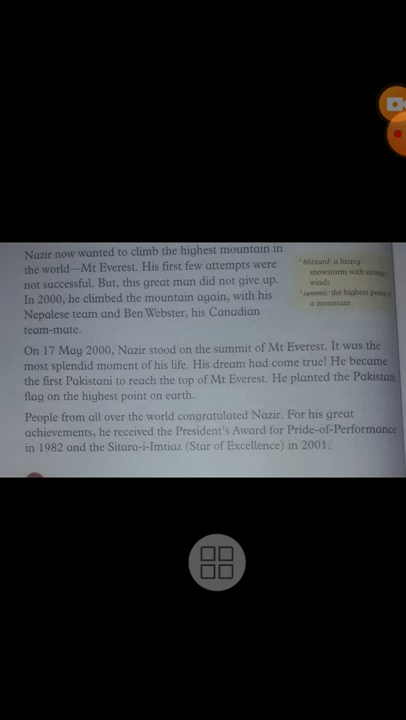 Nazir now wanted to climb the highest mountain in
the world—Mt Everest. His first few attempts were
not successful. But, this great man did not give up.
In 2000, he climbed the mountain again, with his
Nepalese team and Ben Webster, his Canadian
team-mate.
blizzard: a heavy
snowstorm with strong
winds
summit: the highest point of
a mountain
On 17 May 2000, Nazir stood on the summit of Mt Everest. It was the
most splendid moment of his life. His dream had come true! He became
the first Pakistani to reach the top of Mt Everest. He planted the Pakistani
flag on the highest point on earth.
People from all over the world congratulated Nazir. For his great
achievements, he received the President's Award for Pride-of-Performance
in 1982 and the Sitara-i-Imtiaz (Star of Excellence) in 2001.